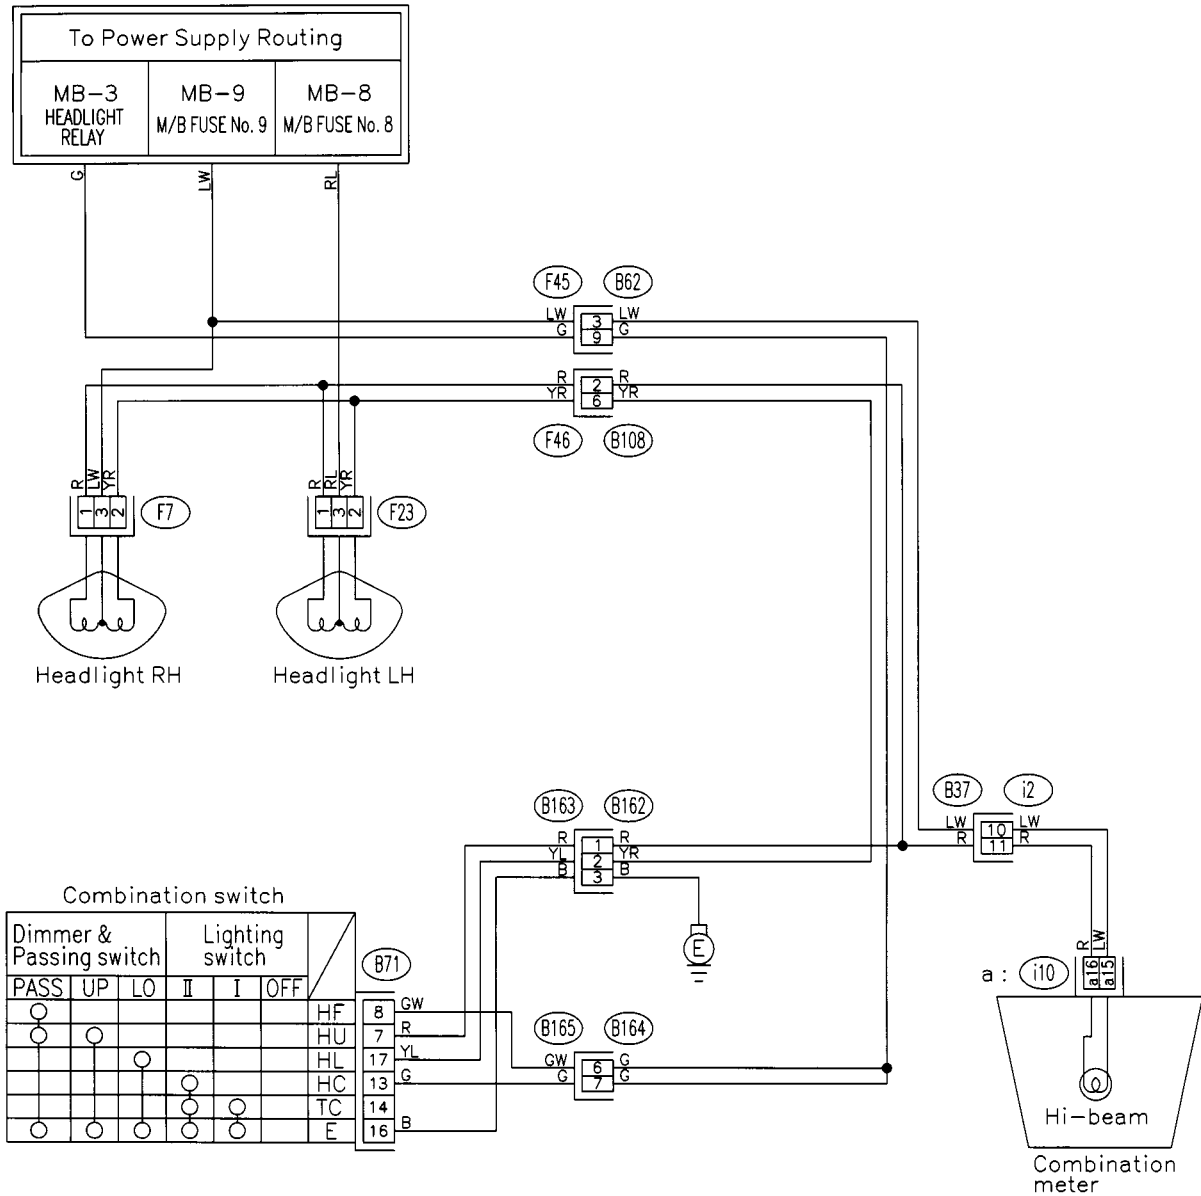 To Power Supply Routing
MB-3 MB-9 MB-8
HEADLIGHT RELAY
M/B FUSE No. 9
M/B FUSE No. 8
G LW RL
F45 B62
LW 3 LW
G 9 G
R 2 R
YR 6 YR
F46 B108
R LW YR
1 3 2
F7
R RL YR
1 3 2
F23
Headlight RH
Headlight LH
B163 B162
R 1 R
YL 2 YR
B 3 B
E
B37 i2
LW 10 LW
R 11 R
R LW
a16 a15
a : i10
Hi-beam
Combination
meter
Combination switch
Dimmer &
Passing switch
Lighting
switch
B71
PASS UP LO II I OFF
HF 8 GW
HU 7 R
HL 17 YL
HC 13 G
TC 14
E 16 B
B165 B164
GW 6 G
G 7 G